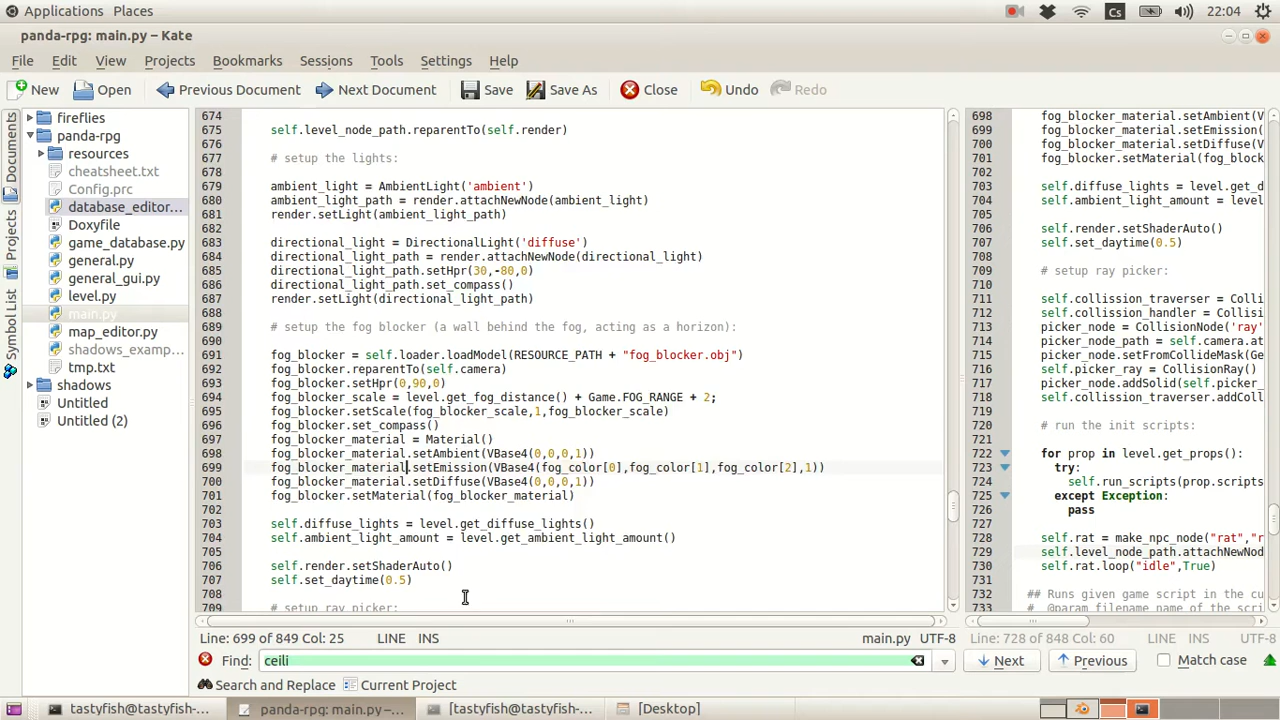 Applications Places
Cs
22:04
panda-rpg: main.py – Kate
File Edit View Projects Bookmarks Sessions Tools Settings Help
New Open Previous Document Next Document Save Save As Close Undo Redo
Documents
Projects
Symbol List
fireflies
panda-rpg
resources
cheatsheet.txt
Config.prc
database_editor...
Doxyfile
game_database.py
general.py
general_gui.py
level.py
main.py
map_editor.py
shadows_examp...
tmp.txt
shadows
Untitled
Untitled (2)
674
675 self.level_node_path.reparentTo(self.render)
676
677 # setup the lights:
678
679 ambient_light = AmbientLight('ambient')
680 ambient_light_path = render.attachNewNode(ambient_light)
681 render.setLight(ambient_light_path)
682
683 directional_light = DirectionalLight('diffuse')
684 directional_light_path = render.attachNewNode(directional_light)
685 directional_light_path.setHpr(30,-80,0)
686 directional_light_path.set_compass()
687 render.setLight(directional_light_path)
688
689 # setup the fog blocker (a wall behind the fog, acting as a horizon):
690
691 fog_blocker = self.loader.loadModel(RESOURCE_PATH + "fog_blocker.obj")
692 fog_blocker.reparentTo(self.camera)
693 fog_blocker.setHpr(0,90,0)
694 fog_blocker_scale = level.get_fog_distance() + Game.FOG_RANGE + 2;
695 fog_blocker.setScale(fog_blocker_scale,1,fog_blocker_scale)
696 fog_blocker.set_compass()
697 fog_blocker_material = Material()
698 fog_blocker_material.setAmbient(VBase4(0,0,0,1))
699 fog_blocker_material.setEmission(VBase4(fog_color[0],fog_color[1],fog_color[2],1))
700 fog_blocker_material.setDiffuse(VBase4(0,0,0,1))
701 fog_blocker.setMaterial(fog_blocker_material)
702
703 self.diffuse_lights = level.get_diffuse_lights()
704 self.ambient_light_amount = level.get_ambient_light_amount()
705
706 self.render.setShaderAuto()
707 self.set_daytime(0.5)
708
709 # setup ray picker:
698 fog_blocker_material.setAmbient(V
699 fog_blocker_material.setEmission(
700 fog_blocker_material.setDiffuse(V
701 fog_blocker.setMaterial(fog_block
702
703 self.diffuse_lights = level.get_d
704 self.ambient_light_amount = level
705
706 self.render.setShaderAuto()
707 self.set_daytime(0.5)
708
709 # setup ray picker:
710
711 self.collision_traverser = Colli
712 self.collision_handler = Collisi
713 picker_node = CollisionNode('ray'
714 picker_node_path = self.camera.at
715 picker_node.setFromCollideMask(Ge
716 self.picker_ray = CollisionRay()
717 picker_node.addSolid(self.picker_
718 self.collision_traverser.addColl
719
720 # run the init scripts:
721
722 for prop in level.get_props():
723 try:
724 self.run_scripts(prop.scripts
725 except Exception:
726 pass
727
728 self.rat = make_npc_node("rat","r
729 self.level_node_path.attachNewNod
730 self.rat.loop("idle",True)
731
732 ## Runs given game script in the cu
733 # @param filename name of the scri
Line: 699 of 849 Col: 25 LINE INS main.py UTF-8
Line: 728 of 848 Col: 60 LINE INS UTF-8
Find: ceili Next Previous Match case
Search and Replace Current Project
tastyfish@tastyfish-... panda-rpg: main.py –... [tastyfish@tastyfish-... [Desktop]